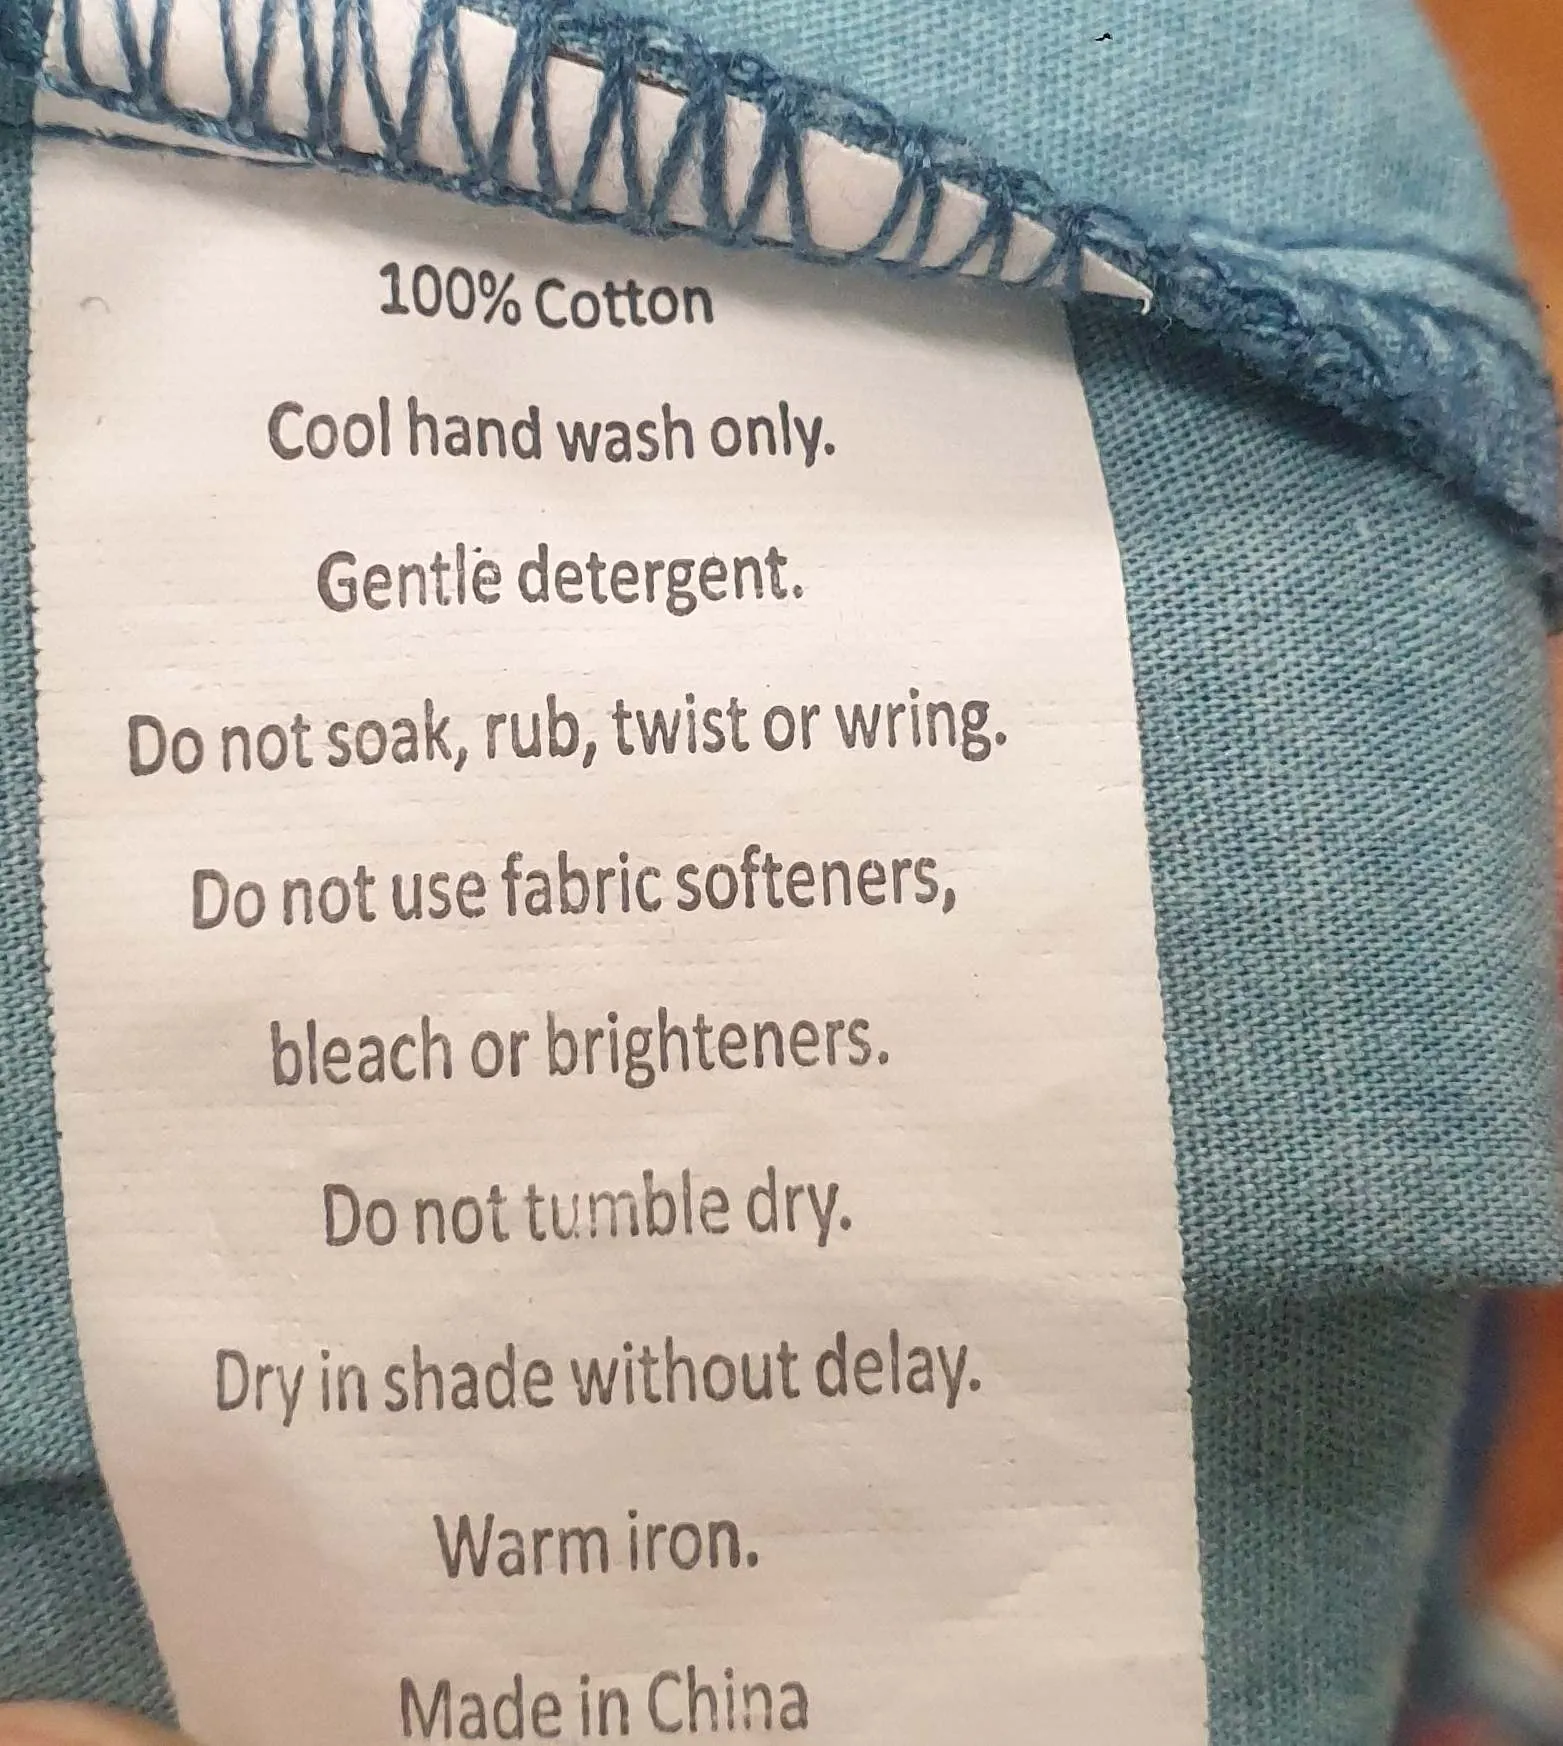 100% Cotton
Cool hand wash only.
Gentle detergent.
Do not soak, rub, twist or wring.
Do not use fabric softeners,
bleach or brighteners.
Do not tumble dry.
Dry in shade without delay.
Warm iron.
Made in China